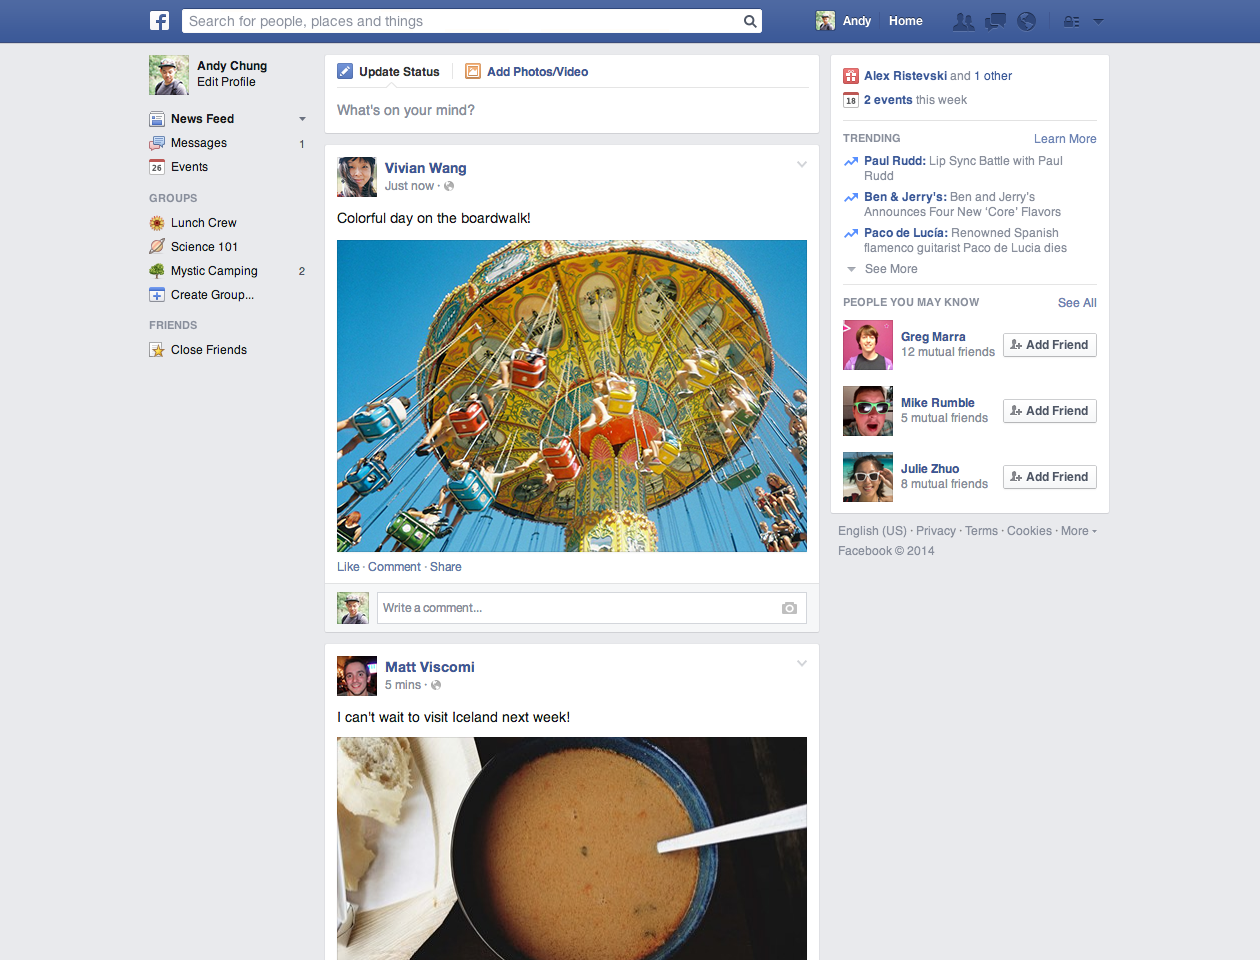 Search for people, places and things
Andy
Home
Andy Chung
Edit Profile
News Feed
Messages 1
26 Events
GROUPS
Lunch Crew
Science 101
Mystic Camping 2
Create Group...
FRIENDS
Close Friends
Update Status
Add Photos/Video
What's on your mind?
Vivian Wang
Just now ·
Colorful day on the boardwalk!
Like · Comment · Share
Write a comment...
Matt Viscomi
5 mins ·
I can't wait to visit Iceland next week!
Alex Ristevski and 1 other
18 2 events this week
TRENDING Learn More
Paul Rudd: Lip Sync Battle with Paul
Rudd
Ben & Jerry's: Ben and Jerry's
Announces Four New 'Core' Flavors
Paco de Lucía: Renowned Spanish
flamenco guitarist Paco de Lucia dies
See More
PEOPLE YOU MAY KNOW See All
Greg Marra
12 mutual friends
Add Friend
Mike Rumble
5 mutual friends
Add Friend
Julie Zhuo
8 mutual friends
Add Friend
English (US) · Privacy · Terms · Cookies · More
Facebook © 2014